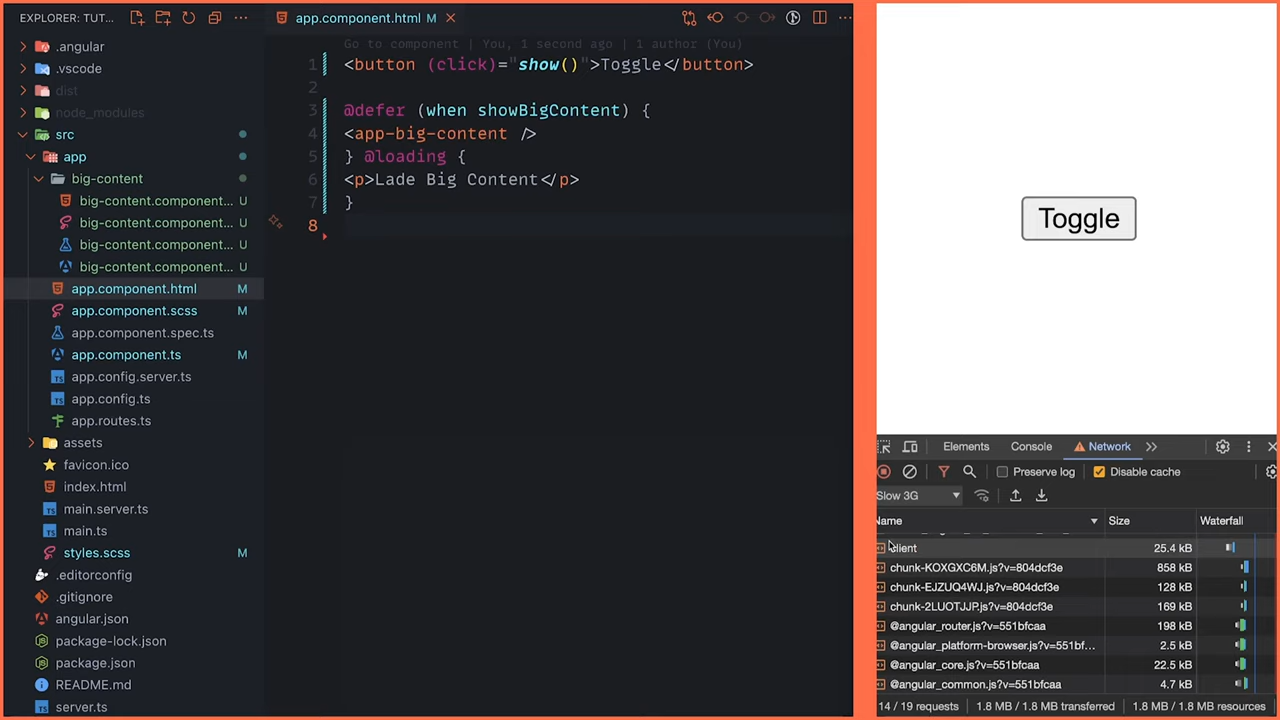 EXPLORER: TUT...
.angular
.vscode
dist
node_modules
src
app
big-content
big-content.component... U
big-content.component... U
big-content.component... U
big-content.component... U
app.component.html M
app.component.scss M
app.component.spec.ts
app.component.ts M
app.config.server.ts
app.config.ts
app.routes.ts
assets
favicon.ico
index.html
main.server.ts
main.ts
styles.scss M
.editorconfig
.gitignore
angular.json
package-lock.json
package.json
README.md
server.ts
app.component.html M
Go to component | You, 1 second ago | 1 author (You)
1 <button (click)="show()">Toggle</button>
2
3 @defer (when showBigContent) {
4 <app-big-content />
5 } @loading {
6 <p>Lade Big Content</p>
7 }
8
Toggle
Elements Console Network
Preserve log Disable cache
Slow 3G
Name Size Waterfall
client 25.4 kB
chunk-KOXGXC6M.js?v=804dcf3e 858 kB
chunk-EJZUQ4WJ.js?v=804dcf3e 128 kB
chunk-2LUOTJJP.js?v=804dcf3e 169 kB
@angular_router.js?v=551bfcaa 198 kB
@angular_platform-browser.js?v=551bf... 2.5 kB
@angular_core.js?v=551bfcaa 22.5 kB
@angular_common.js?v=551bfcaa 4.7 kB
14 / 19 requests 1.8 MB / 1.8 MB transferred 1.8 MB / 1.8 MB resources